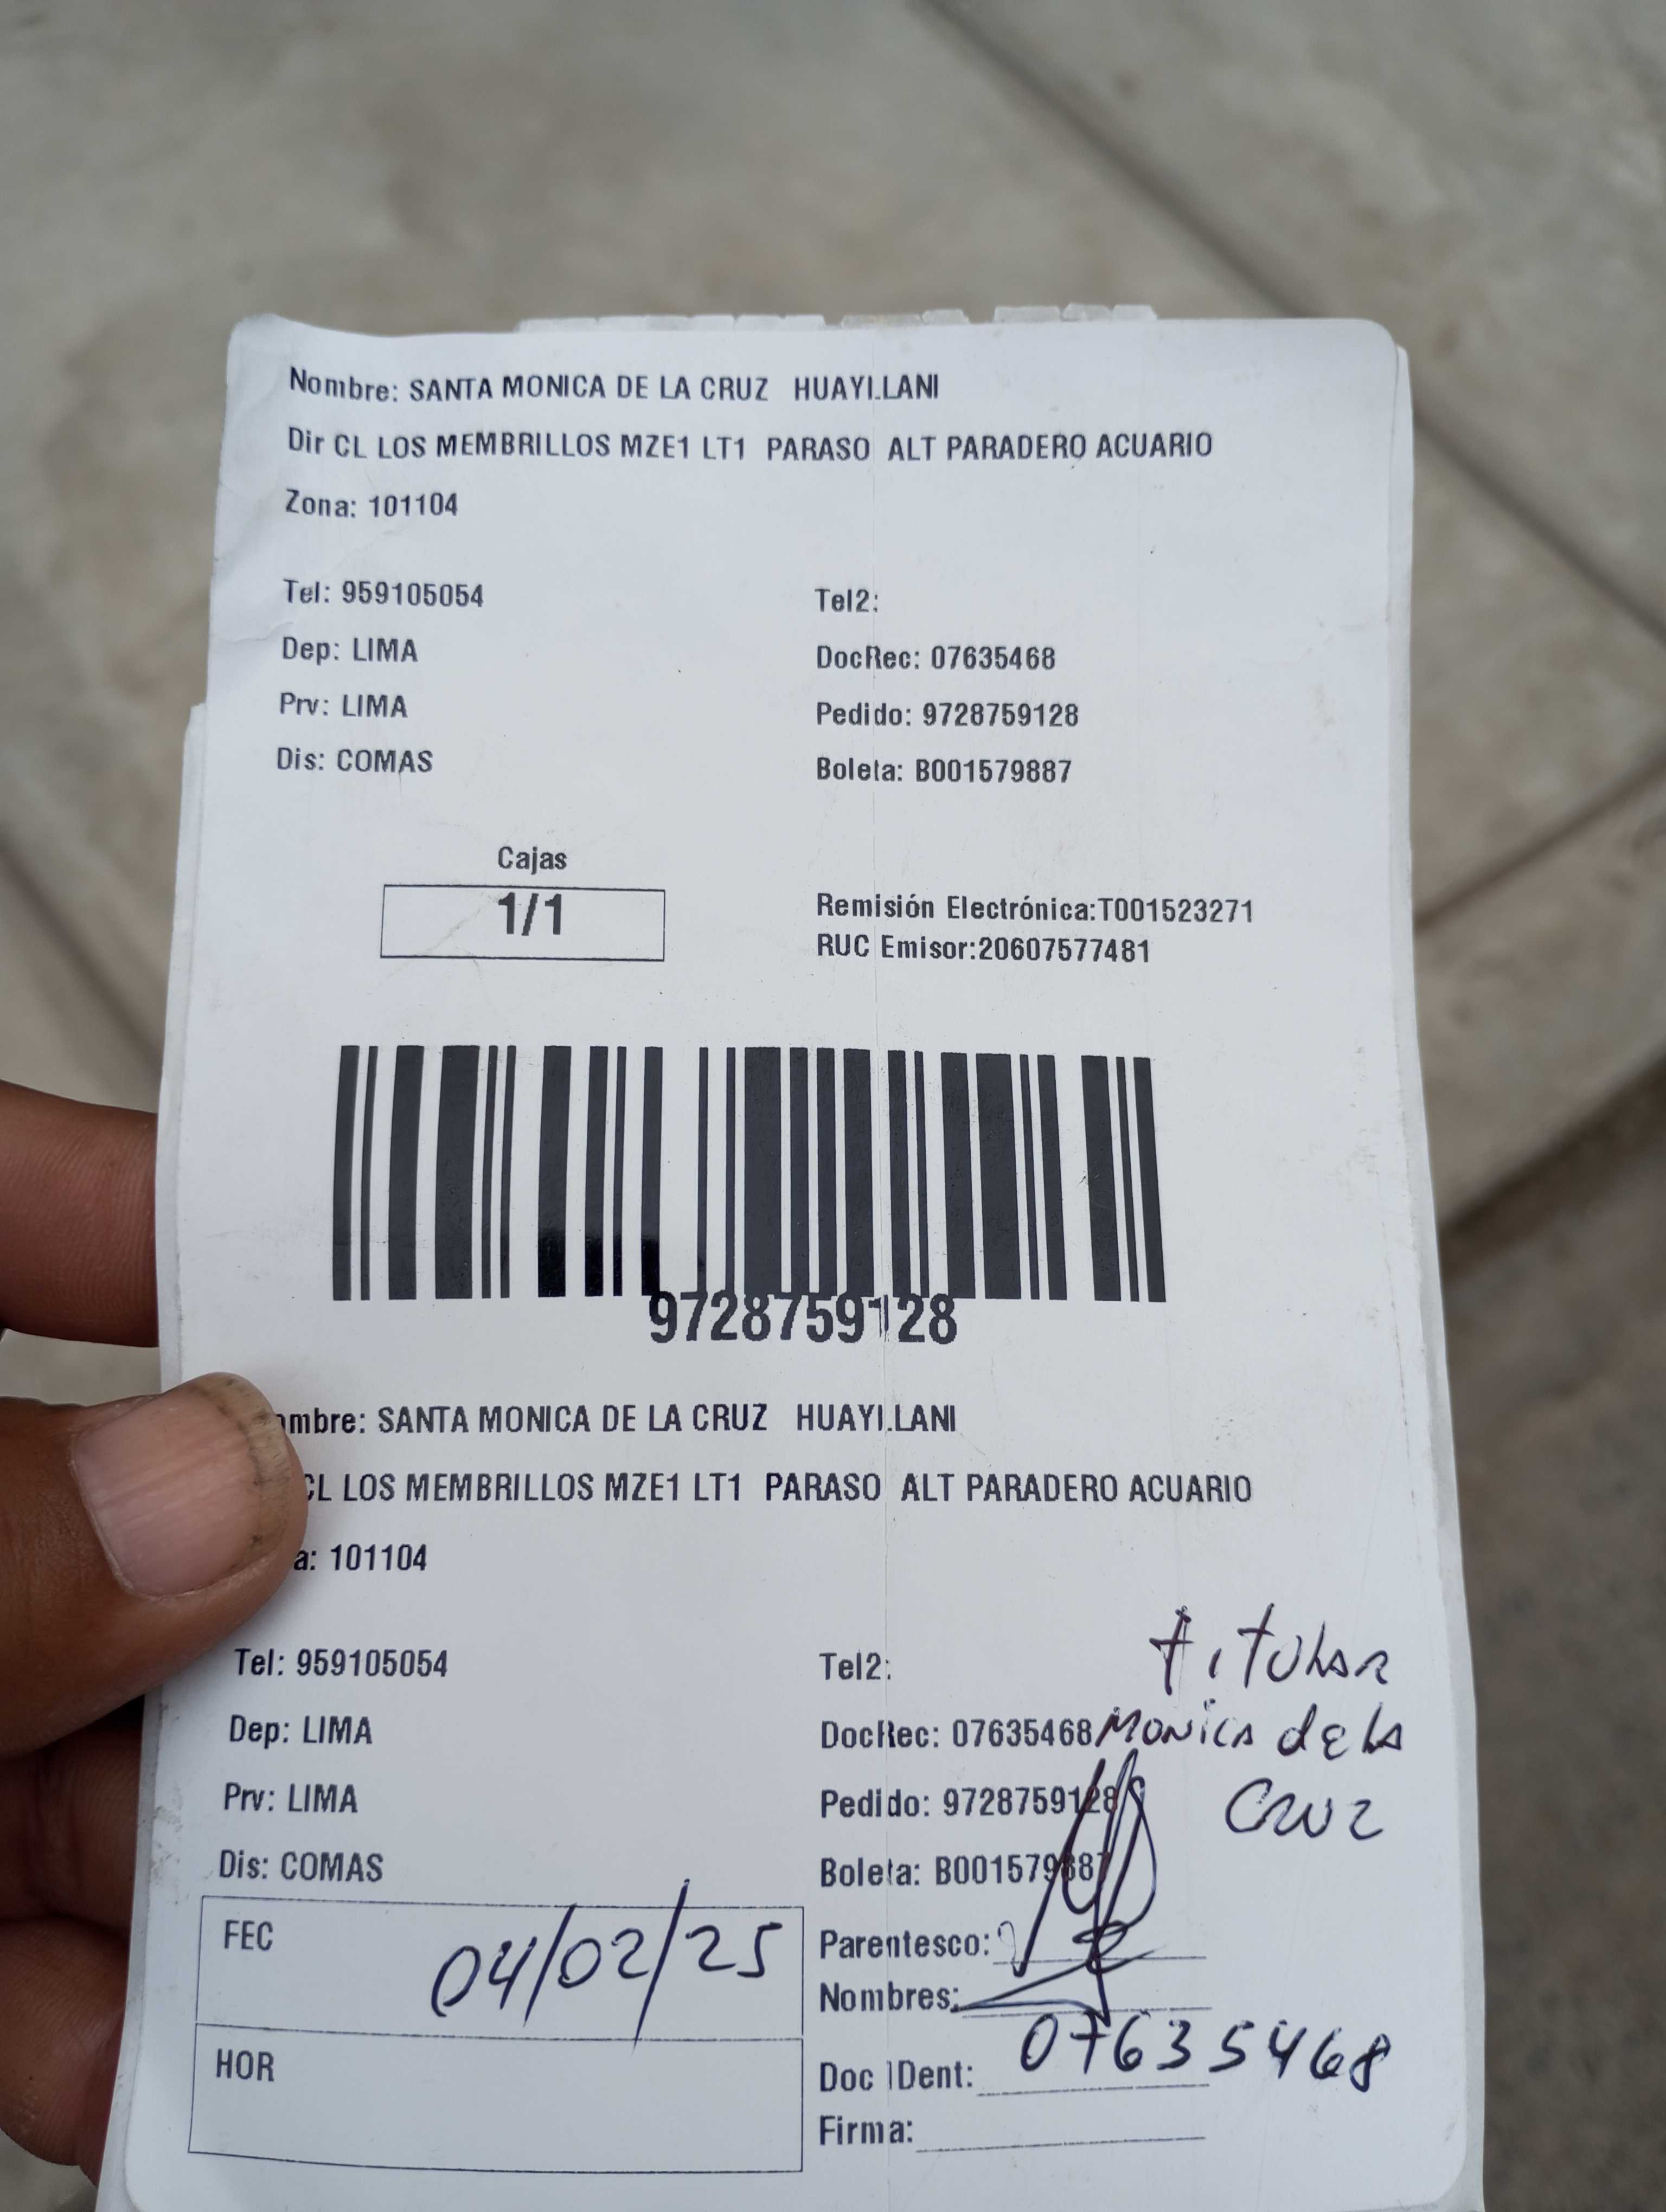 Nombre: SANTA MONICA DE LA CRUZ HUAYLLANI
Dir CL LOS MEMBRILLOS MZE1 LT1 PARASO ALT PARADERO ACUARIO
Zona: 101104
Tel: 959105054 Tel2:
Dep: LIMA DocRec: 07635468
Prv: LIMA Pedido: 9728759128
Dis: COMAS Boleta: B001579887
Cajas
1/1
Remisión Electrónica:T001523271
RUC Emisor:20607577481
9728759128
ombre: SANTA MONICA DE LA CRUZ HUAYLLANI
CL LOS MEMBRILLOS MZE1 LT1 PARASO ALT PARADERO ACUARIO
a: 101104
titular
Tel: 959105054 Tel2:
Dep: LIMA DocRec: 07635468 Monica de la
Prv: LIMA Pedido: 9728759128 Cruz
Dis: COMAS Boleta: B001579887
FEC 04/02/25 Parentesco:
Nombres:
HOR Doc IDent: 07635468
Firma: